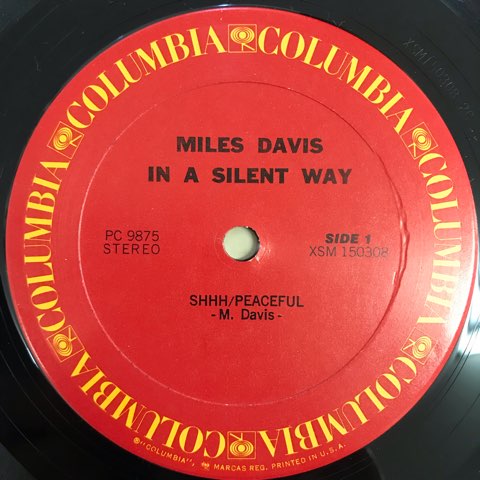 COLUMBIA COLUMBIA COLUMBIA COLUMBIA COLUMBIA COLUMBIA
MILES DAVIS
IN A SILENT WAY
PC 9875
STEREO
SIDE 1
XSM 150308
SHHH/PEACEFUL
- M. Davis -
℗ "COLUMBIA", MARCAS REG. PRINTED IN U.S.A.
XSM150308